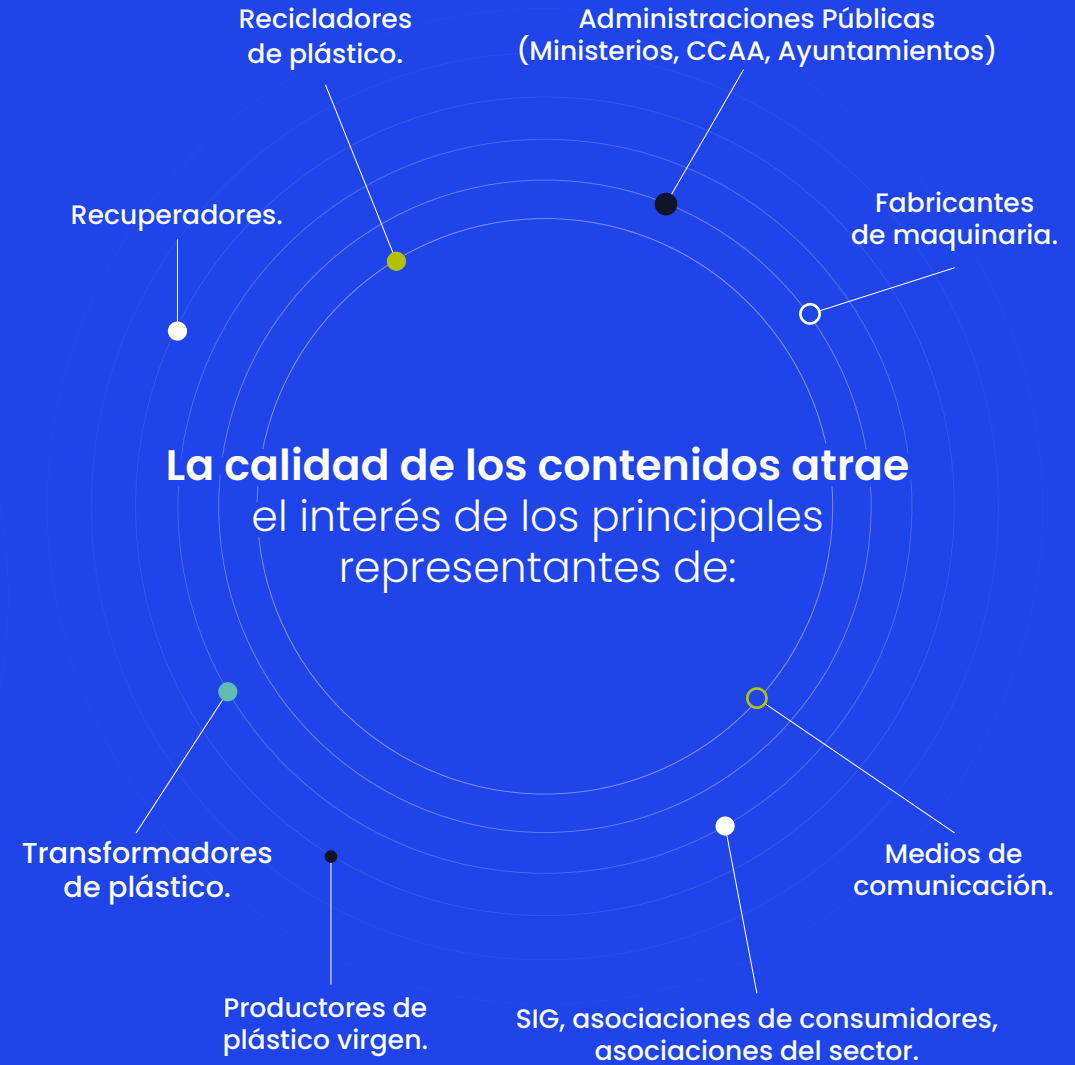 Recicladores
de plástico.
Administraciones Públicas
(Ministerios, CCAA, Ayuntamientos)
Recuperadores.
Fabricantes
de maquinaria.
La calidad de los contenidos atrae
el interés de los principales
representantes de:
Transformadores
de plástico.
Medios de
comunicación.
Productores de
plástico virgen.
SIG, asociaciones de consumidores,
asociaciones del sector.